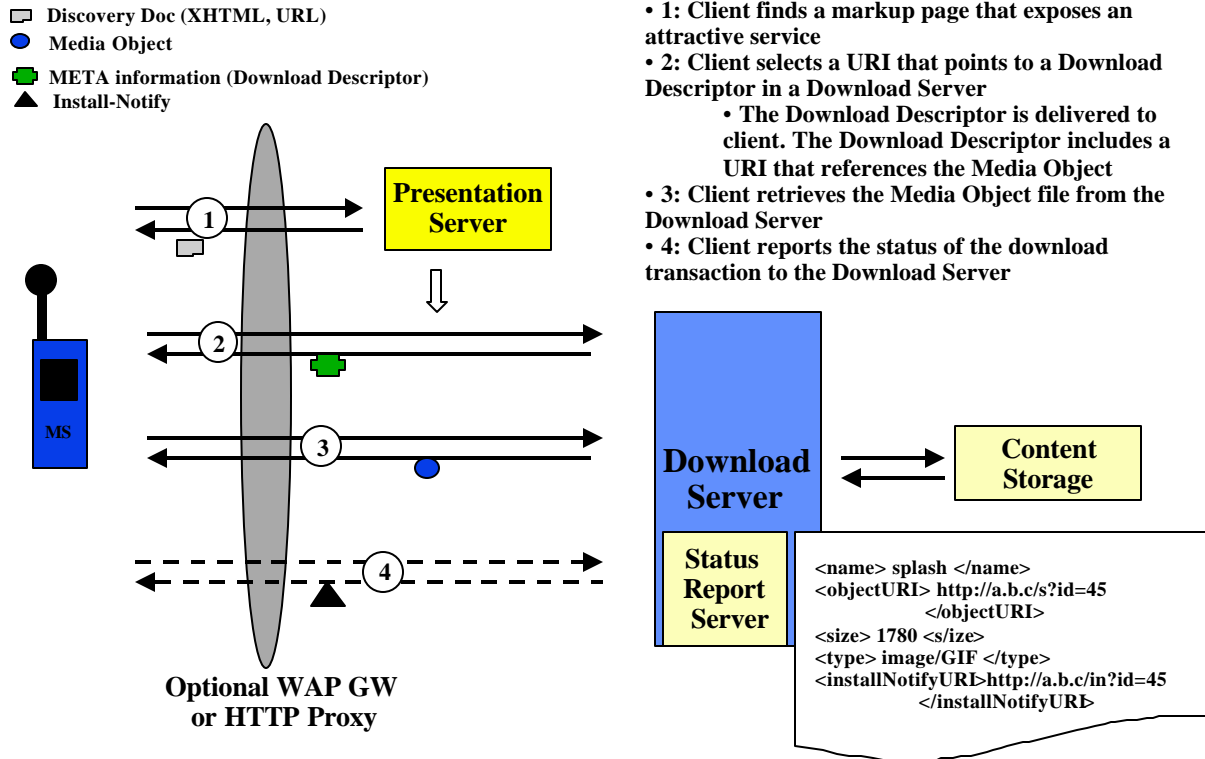 Discovery Doc (XHTML, URL)
Media Object
META information (Download Descriptor)
Install-Notify
• 1: Client finds a markup page that exposes an
attractive service
• 2: Client selects a URI that points to a Download
Descriptor in a Download Server
• The Download Descriptor is delivered to
client. The Download Descriptor includes a
URI that references the Media Object
• 3: Client retrieves the Media Object file from the
Download Server
• 4: Client reports the status of the download
transaction to the Download Server
Presentation
Server
1
2
3
4
MS
Optional WAP GW
or HTTP Proxy
Download
Server
Content
Storage
Status
Report
Server
<name> splash </name>
<objectURI> http://a.b.c/s?id=45
</objectURI>
<size> 1780 <s/ize>
<type> image/GIF </type>
<installNotifyURI>http://a.b.c/in?id=45
</installNotifyURI>